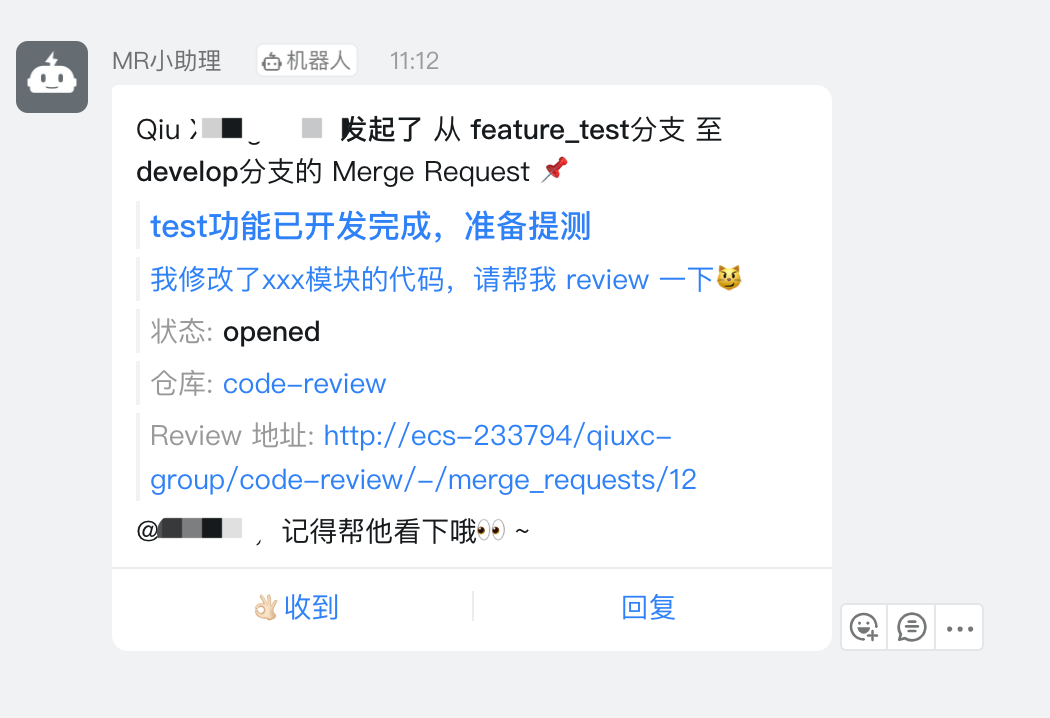 MR小助理 机器人 11:12
Qiu 发起了 从 feature_test分支 至
develop分支的 Merge Request 📌
test功能已开发完成，准备提测
我修改了xxx模块的代码，请帮我 review 一下😼
状态: opened
仓库: code-review
Review 地址: http://ecs-233794/qiuxc-
group/code-review/-/merge_requests/12
@ ，记得帮他看下哦👀 ~
👌🏻收到 回复